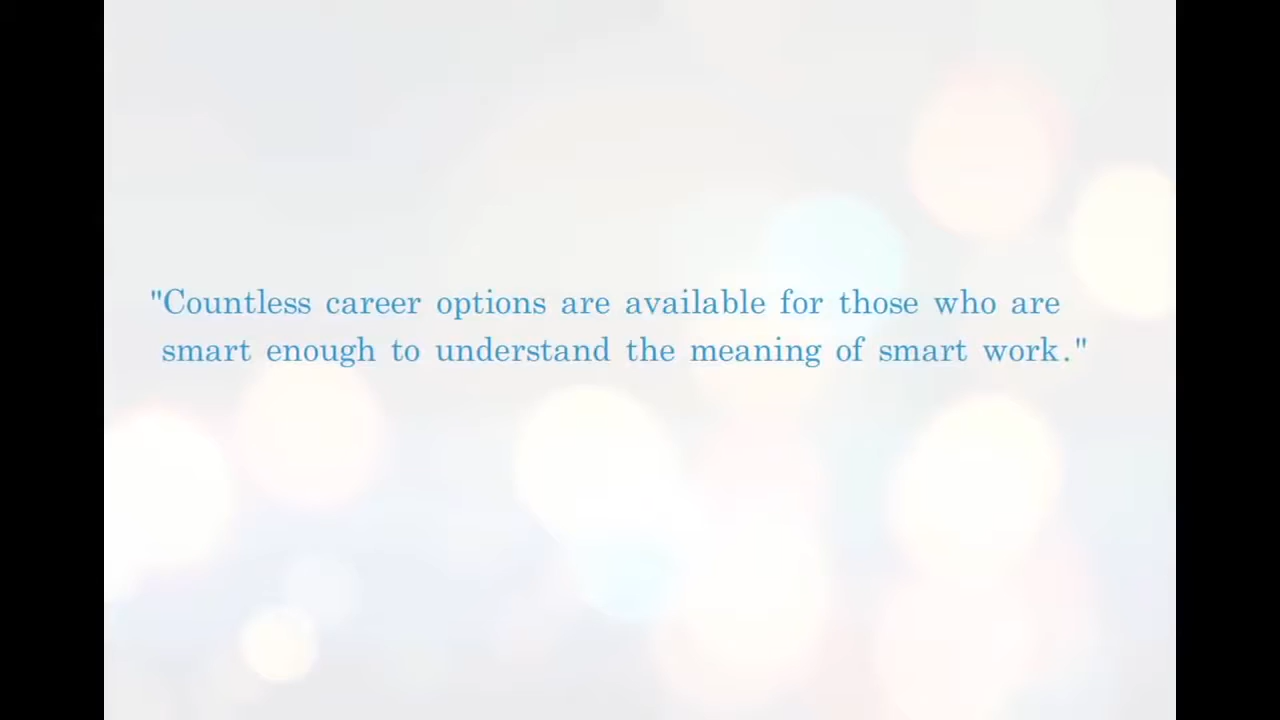 "Countless career options are available for those who are
smart enough to understand the meaning of smart work."